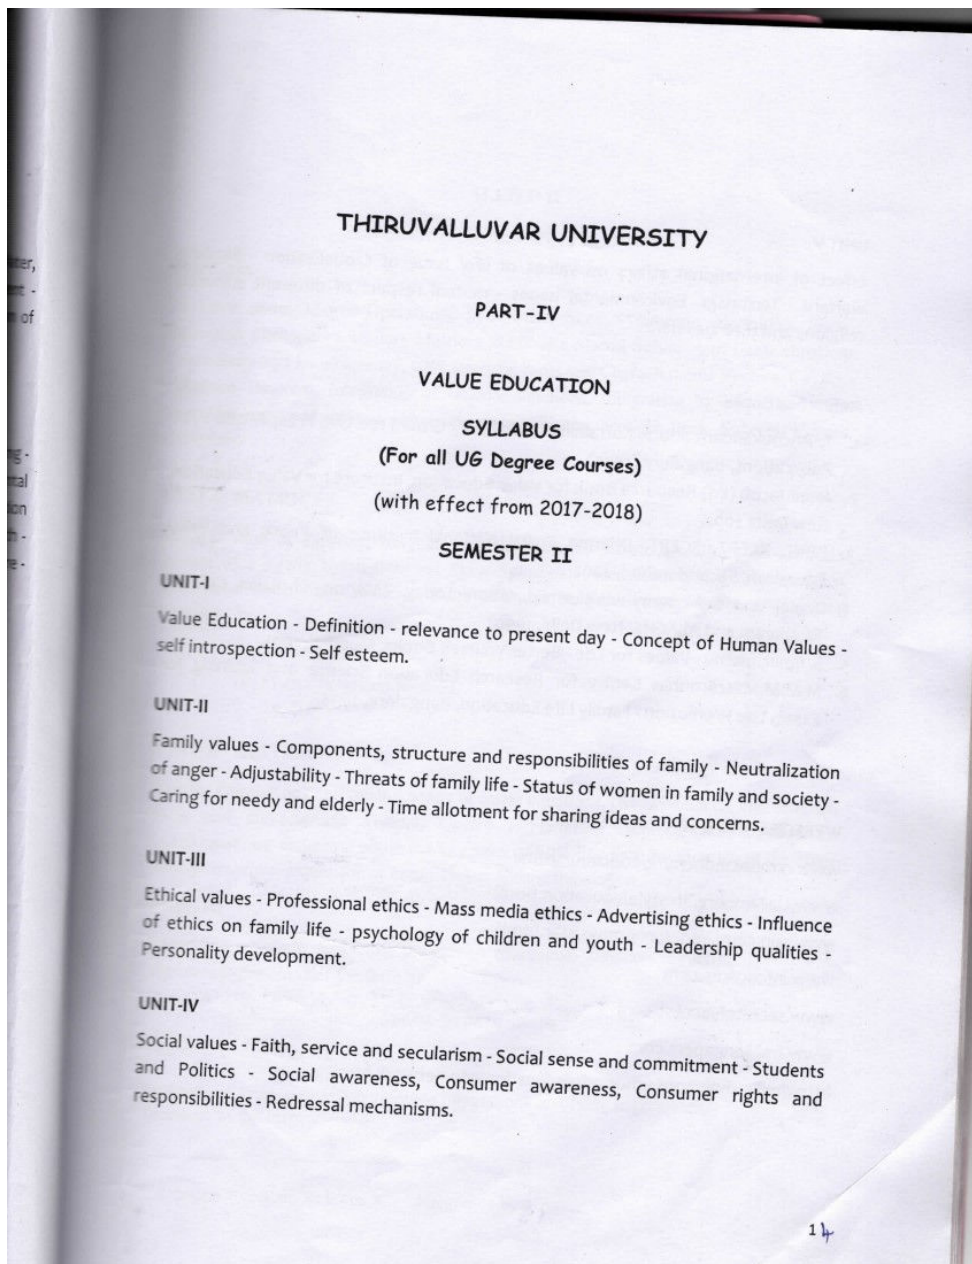 THIRUVALLUVAR UNIVERSITY
PART-IV
VALUE EDUCATION
SYLLABUS
(For all UG Degree Courses)
(with effect from 2017-2018)
SEMESTER II
UNIT-I
Value Education - Definition - relevance to present day - Concept of Human Values -
self introspection - Self esteem.
UNIT-II
Family values - Components, structure and responsibilities of family - Neutralization
of anger - Adjustability - Threats of family life - Status of women in family and society -
Caring for needy and elderly - Time allotment for sharing ideas and concerns.
UNIT-III
Ethical values - Professional ethics - Mass media ethics - Advertising ethics - Influence
of ethics on family life - psychology of children and youth - Leadership qualities -
Personality development.
UNIT-IV
Social values - Faith, service and secularism - Social sense and commitment - Students
and Politics - Social awareness, Consumer awareness, Consumer rights and
responsibilities - Redressal mechanisms.
14